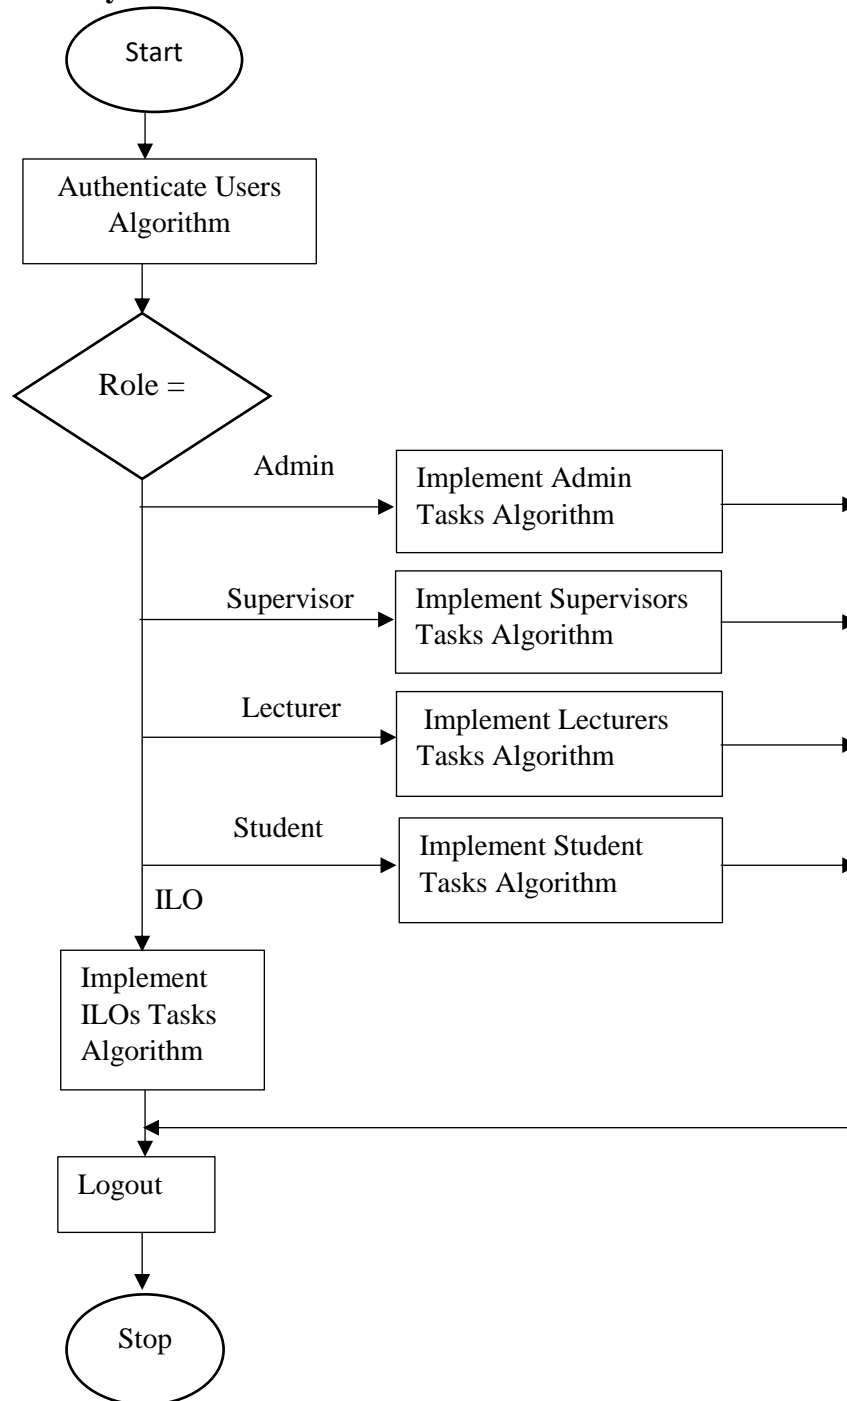 Start
Authenticate Users
Algorithm
Role =
Admin
Implement Admin
Tasks Algorithm
Supervisor
Implement Supervisors
Tasks Algorithm
Lecturer
Implement Lecturers
Tasks Algorithm
Student
Implement Student
Tasks Algorithm
ILO
Implement
ILOs Tasks
Algorithm
Logout
Stop